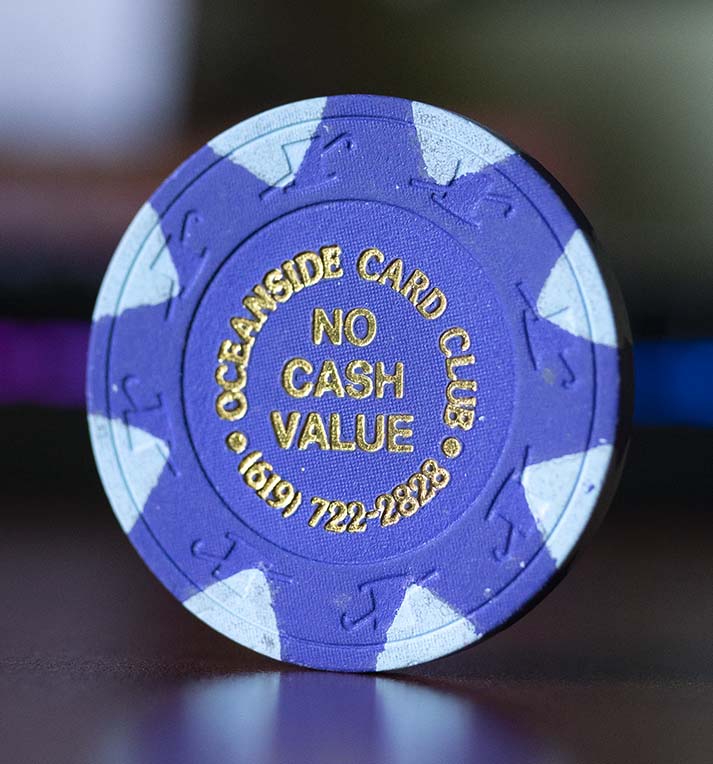 OCEANSIDE CARD CLUB
NO
CASH
VALUE
(619) 722-2828